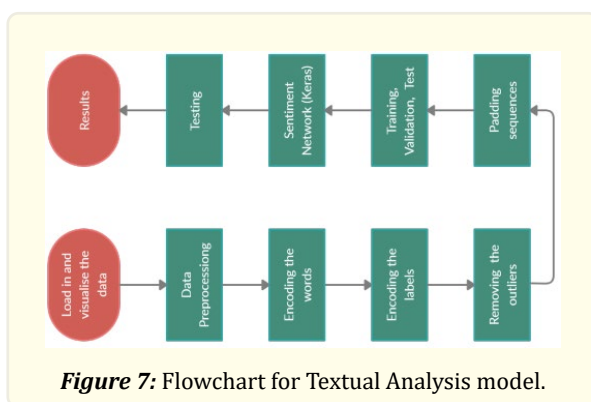 Load in and
visualise the
data
Data
Preprocessiong
Encoding the
words
Encoding the
labels
Removing the
outliers
Padding
sequences
Training,
Validation, Test
Sentiment
Network (Keras)
Testing
Results
Figure 7: Flowchart for Textual Analysis model.